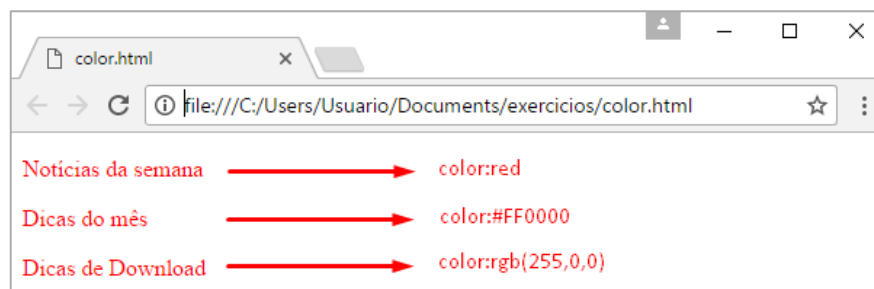 color.html
file:///C:/Users/Usuario/Documents/exercicios/color.html
Notícias da semana color:red
Dicas do mês color:#FF0000
Dicas de Download color:rgb(255,0,0)